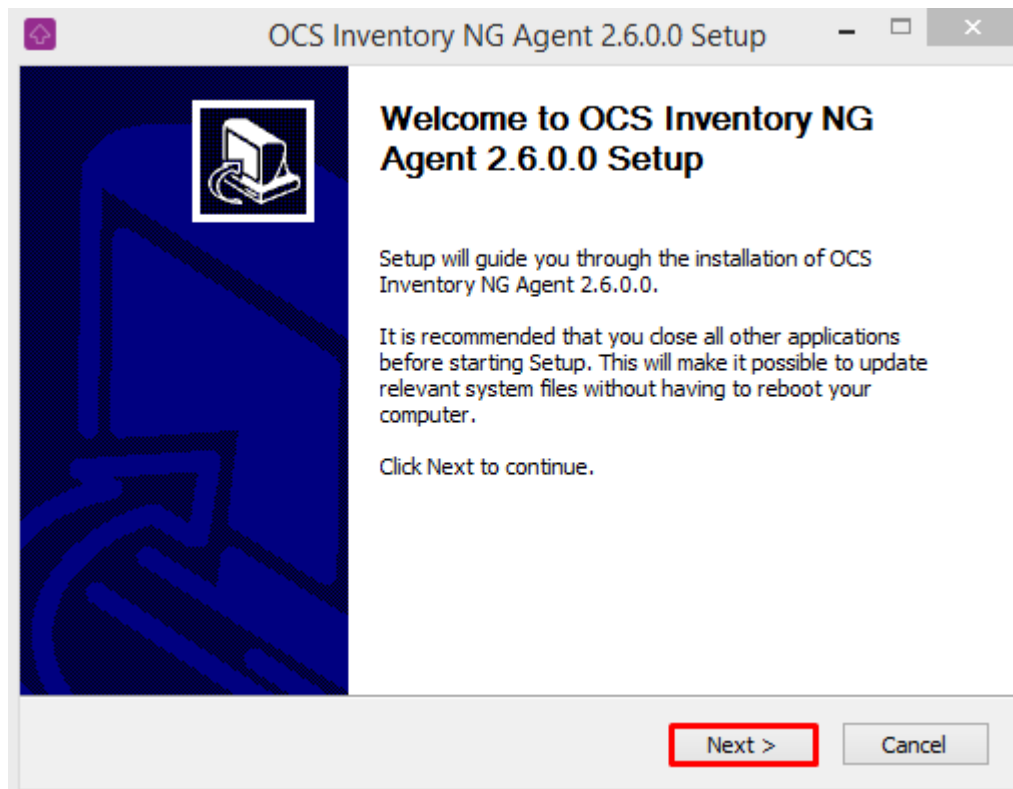 OCS Inventory NG Agent 2.6.0.0 Setup
Welcome to OCS Inventory NG
Agent 2.6.0.0 Setup
Setup will guide you through the installation of OCS
Inventory NG Agent 2.6.0.0.
It is recommended that you close all other applications
before starting Setup. This will make it possible to update
relevant system files without having to reboot your
computer.
Click Next to continue.
Next >
Cancel